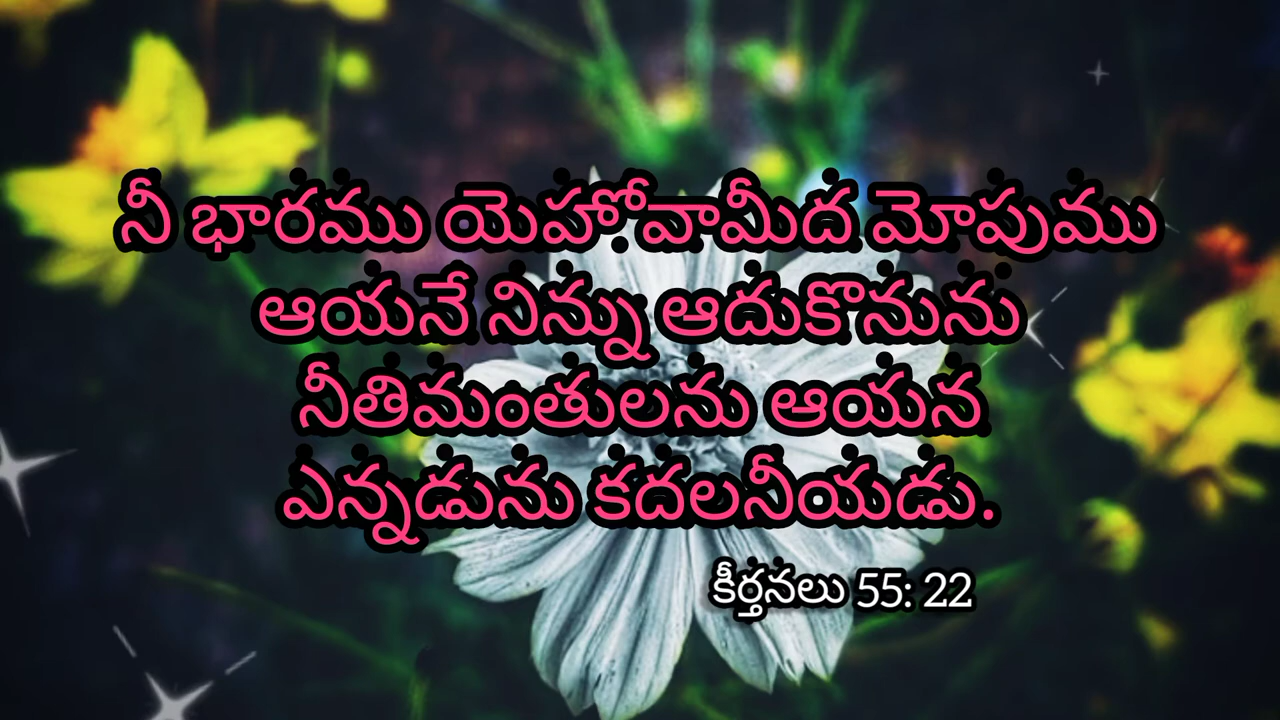 నీ భారము యెహోవామీద మోపుము
ఆయనే నిన్ను ఆదుకొనును
నీతిమంతులను ఆయన
ఎన్నడును కదలనీయడు.
కీర్తనలు 55: 22